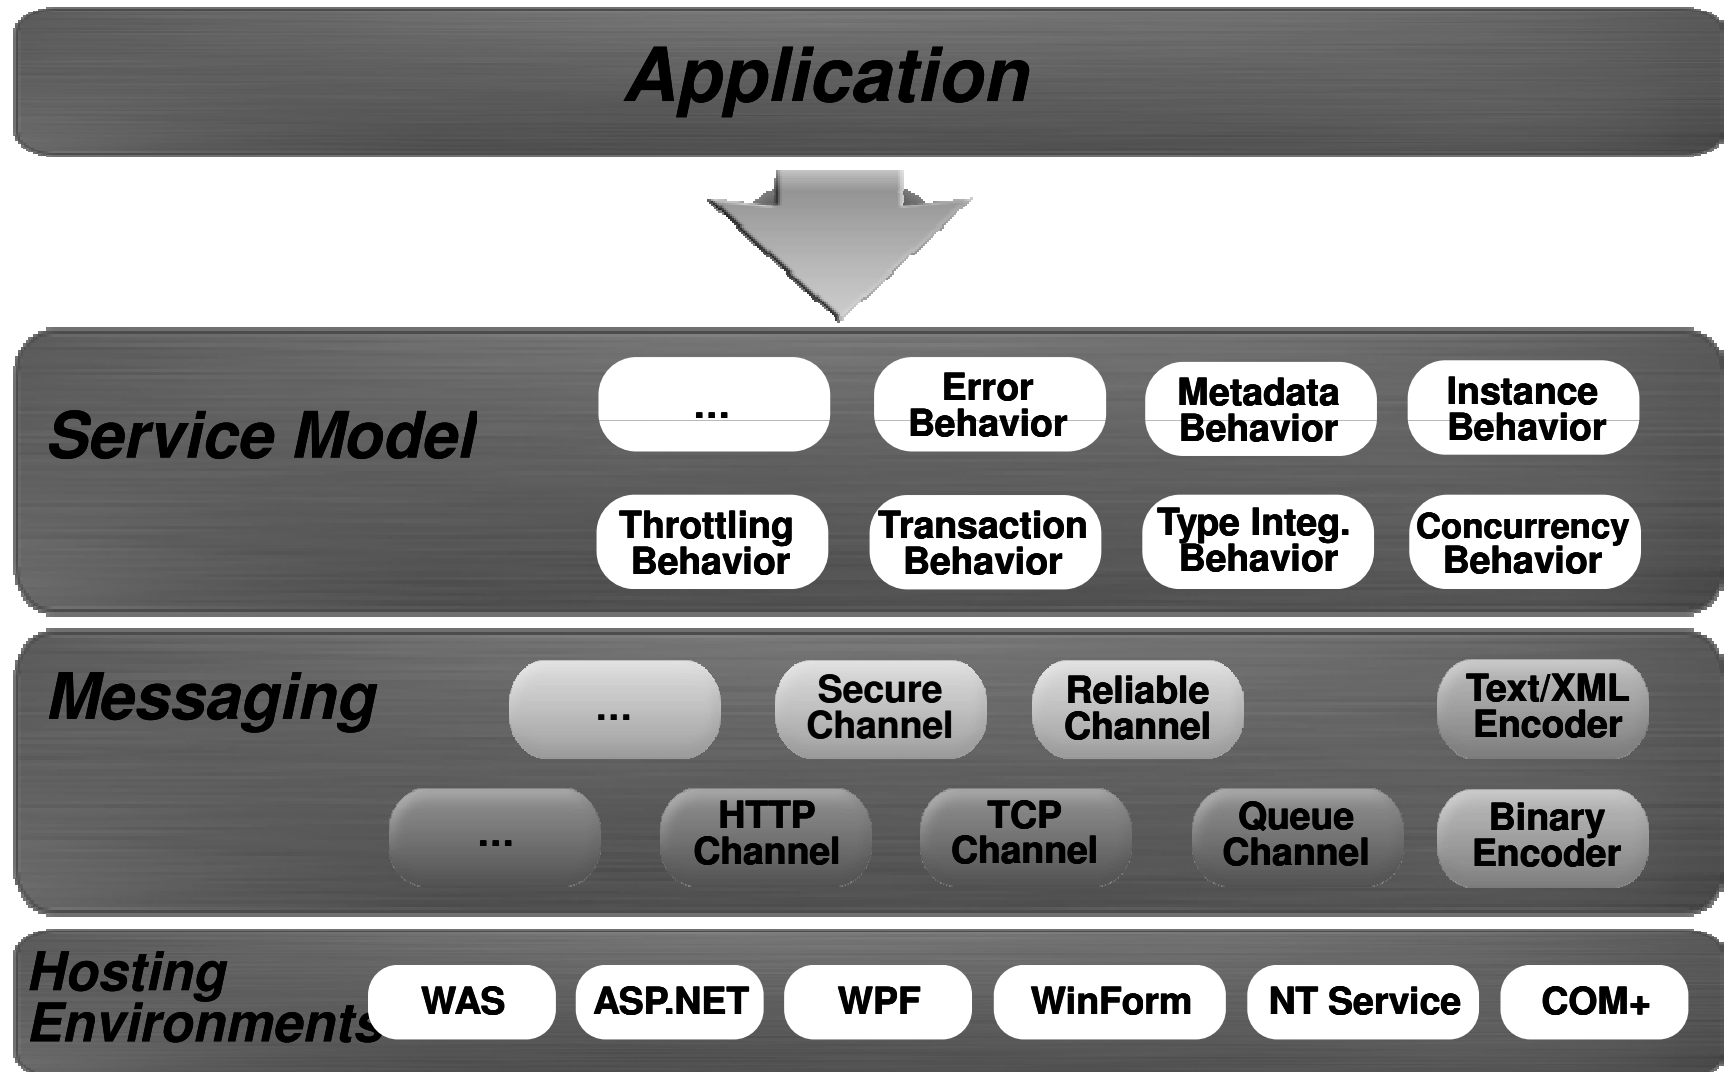 Application
...
Error
Behavior
Metadata
Behavior
Instance
Behavior
Service Model
Throttling
Behavior
Transaction
Behavior
Type Integ.
Behavior
Concurrency
Behavior
Messaging
...
Secure
Channel
Reliable
Channel
Text/XML
Encoder
...
HTTP
Channel
TCP
Channel
Queue
Channel
Binary
Encoder
Hosting
Environments
WAS
ASP.NET
WPF
WinForm
NT Service
COM+